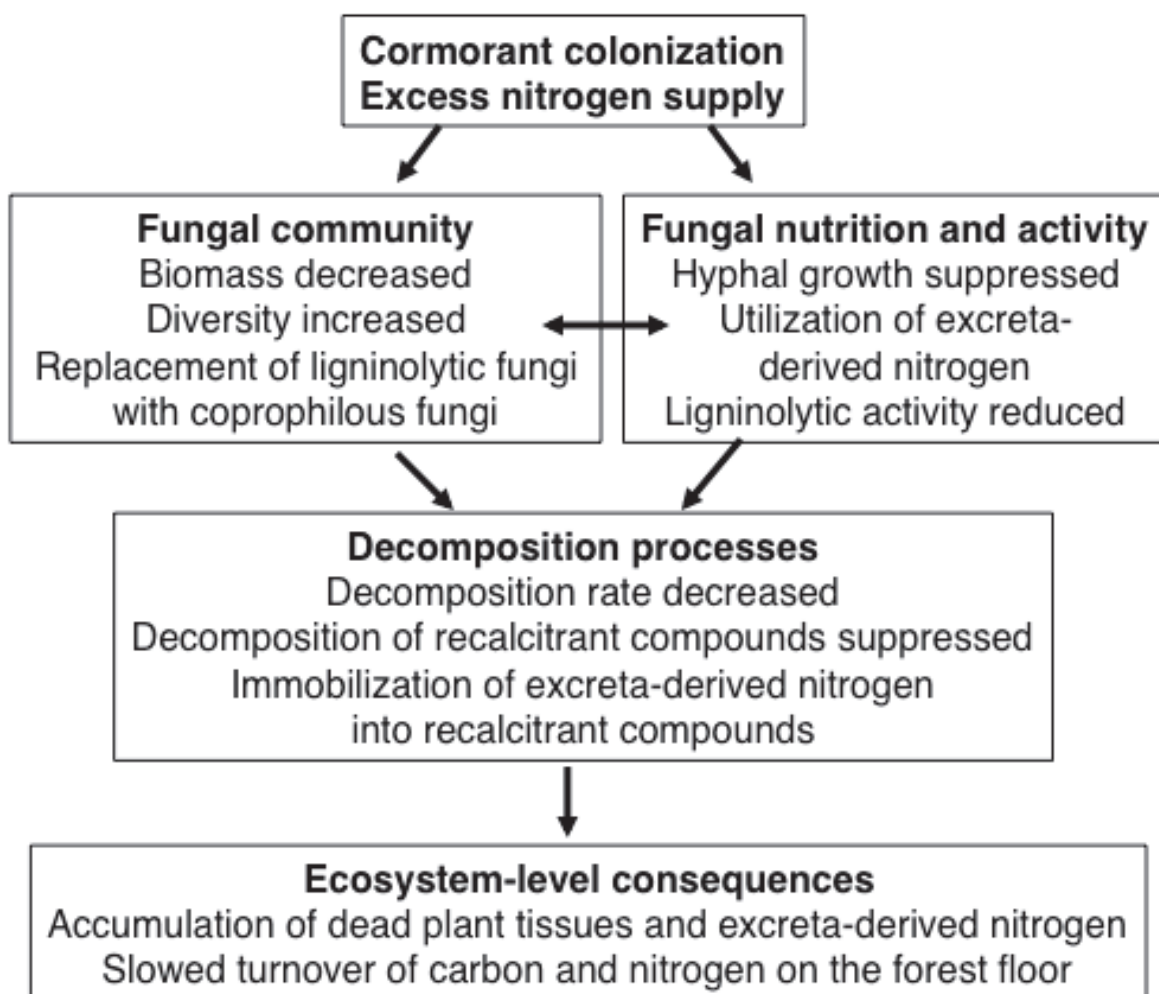 Cormorant colonization
Excess nitrogen supply
Fungal community
Biomass decreased
Diversity increased
Replacement of ligninolytic fungi
with coprophilous fungi
Fungal nutrition and activity
Hyphal growth suppressed
Utilization of excreta-
derived nitrogen
Ligninolytic activity reduced
Decomposition processes
Decomposition rate decreased
Decomposition of recalcitrant compounds suppressed
Immobilization of excreta-derived nitrogen
into recalcitrant compounds
Ecosystem-level consequences
Accumulation of dead plant tissues and excreta-derived nitrogen
Slowed turnover of carbon and nitrogen on the forest floor